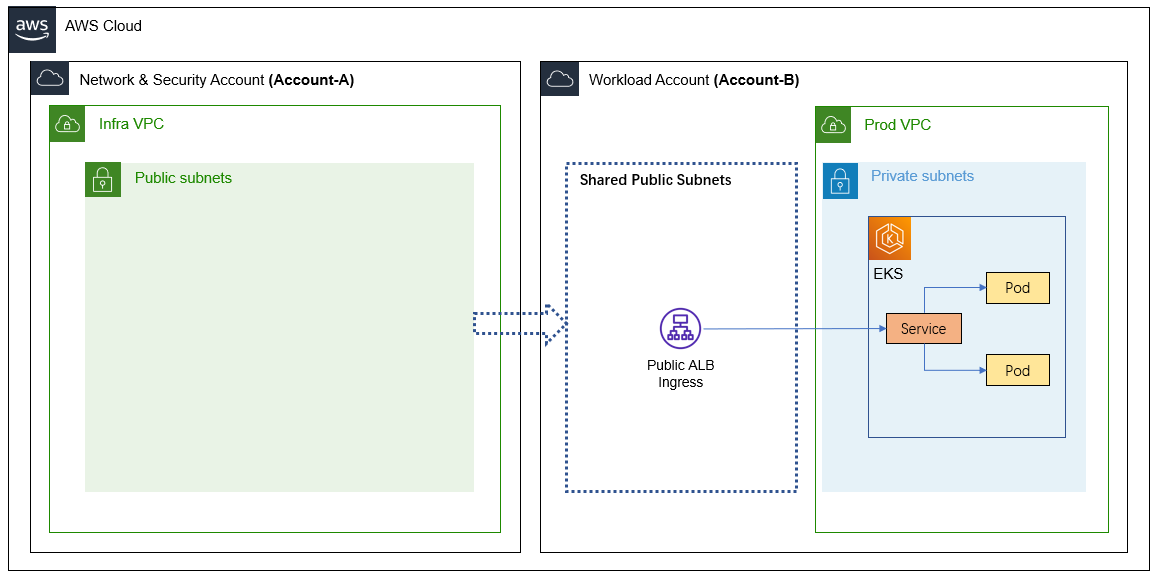 aws
AWS Cloud
Network & Security Account (Account-A)
Infra VPC
Public subnets
Workload Account (Account-B)
Shared Public Subnets
Public ALB
Ingress
Prod VPC
Private subnets
K
EKS
Service
Pod
Pod